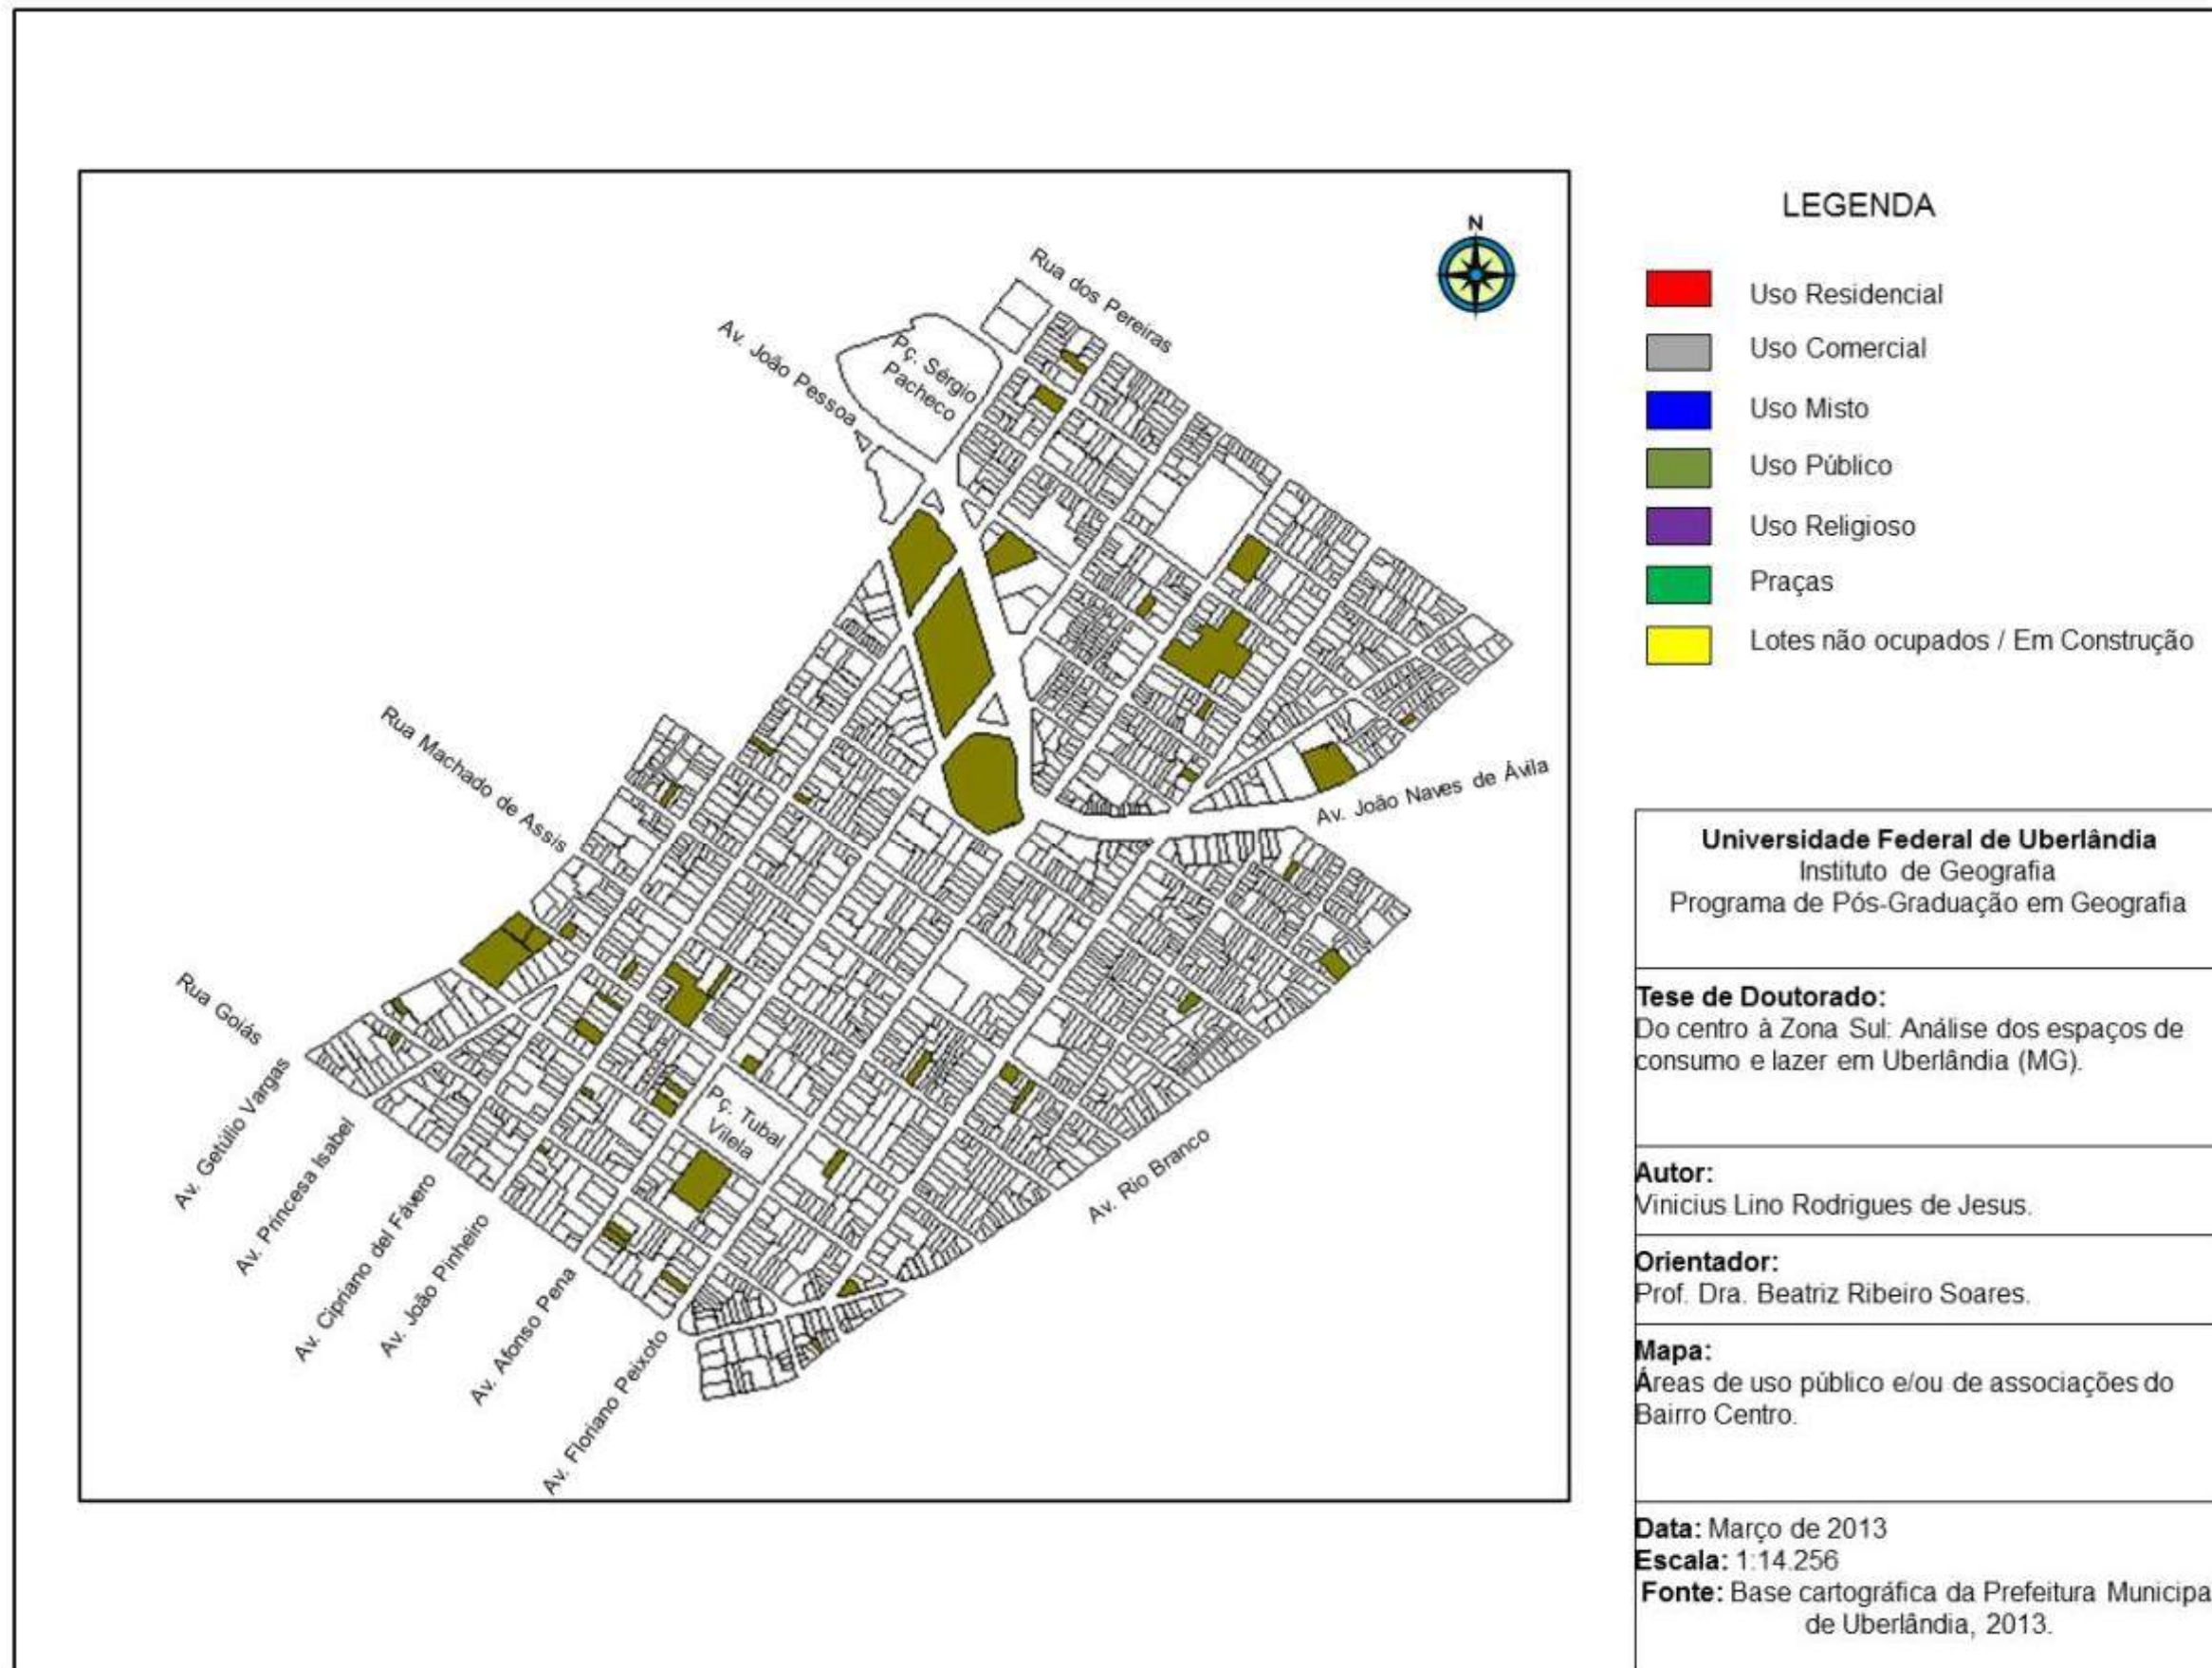 N
Rua dos Pereiras
Av. João Pessoa
Pç. Sérgio
Pacheco
Rua Machado de Assis
Av. João Naves de Ávila
Rua Goiás
Av. Getúlio Vargas
Av. Princesa Isabel
Av. Cipriano del Fávero
Av. João Pinheiro
Av. Afonso Pena
Av. Floriano Peixoto
Pç. Tubal
Vilela
Av. Rio Branco
LEGENDA
Uso Residencial
Uso Comercial
Uso Misto
Uso Público
Uso Religioso
Praças
Lotes não ocupados / Em Construção
Universidade Federal de Uberlândia
Instituto de Geografia
Programa de Pós-Graduação em Geografia
Tese de Doutorado:
Do centro à Zona Sul: Análise dos espaços de
consumo e lazer em Uberlândia (MG).
Autor:
Vinicius Lino Rodrigues de Jesus.
Orientador:
Prof. Dra. Beatriz Ribeiro Soares.
Mapa:
Áreas de uso público e/ou de associações do
Bairro Centro.
Data: Março de 2013
Escala: 1:14.256
Fonte: Base cartográfica da Prefeitura Municipa
de Uberlândia, 2013.